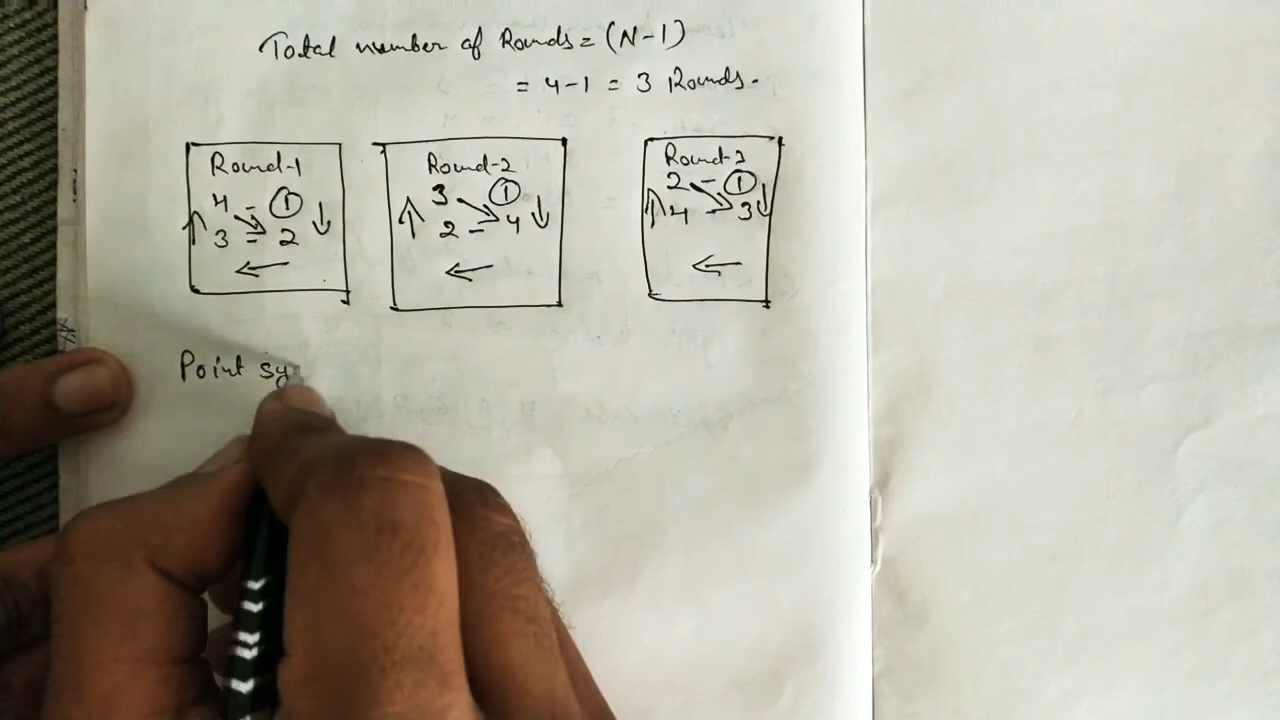 Total number of Rounds = (N-1)
= 4-1 = 3 Rounds.
Round-1
4 - 1
3 - 2
Round-2
3 1
2 - 4
Round-3
2 - 1
4 - 3
Point sy